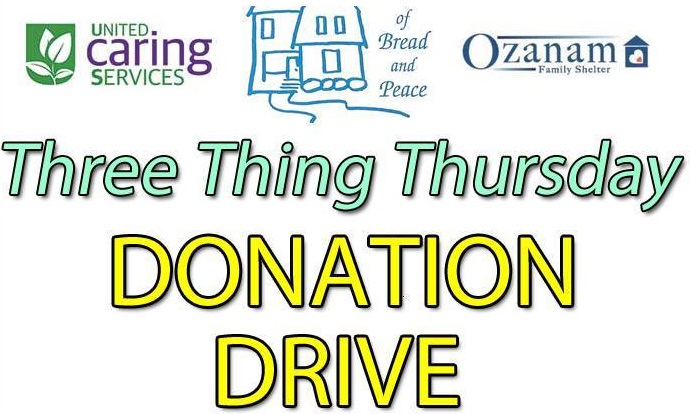 UNITED
caring
SERVICES
of
Bread
and
Peace
Ozanam
Family Shelter
Three Thing Thursday
DONATION
DRIVE